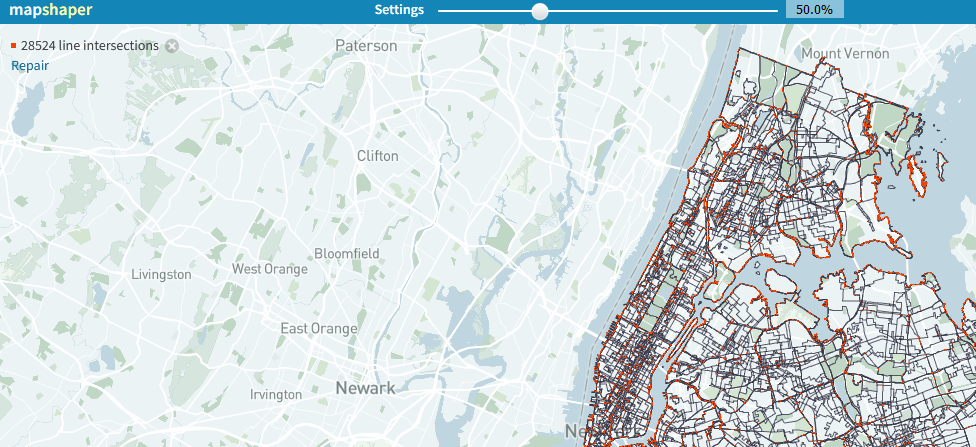 mapshaper
Settings
50.0%
28524 line intersections
Repair
Paterson
Mount Vernon
Clifton
Bloomfield
Livingston
West Orange
East Orange
Newark
Irvington